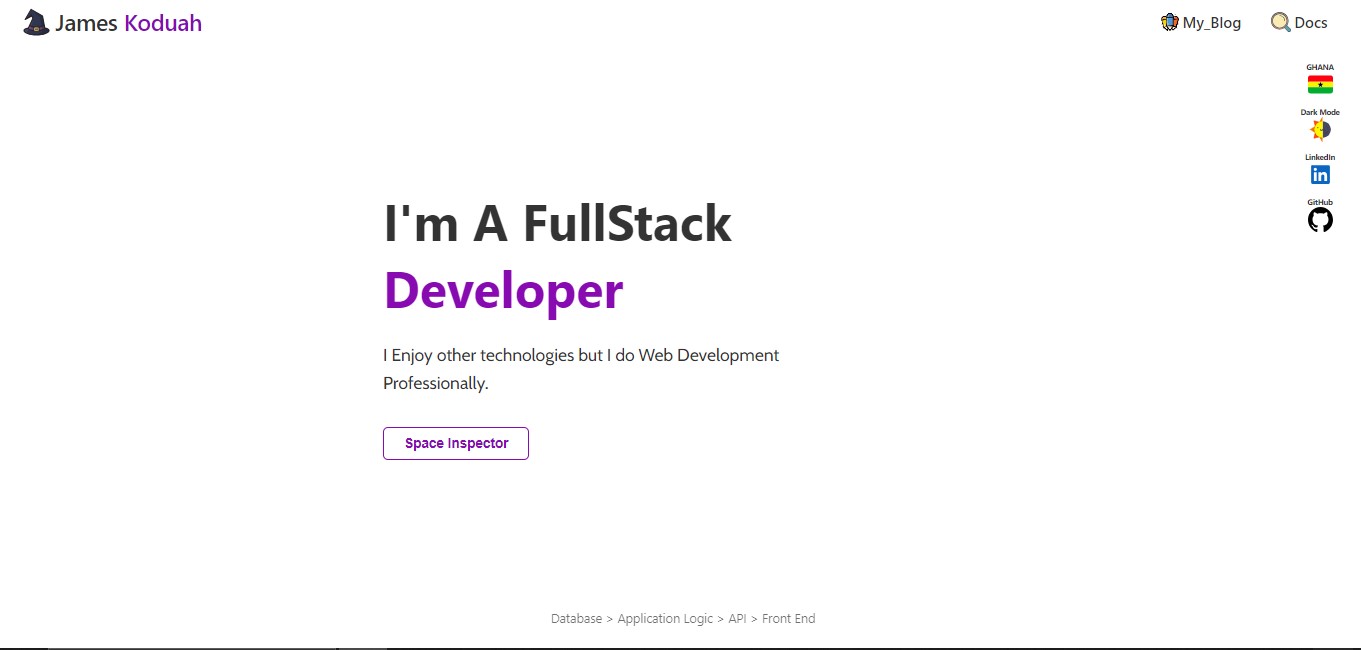 James Koduah
My_Blog
Docs
GHANA
Dark Mode
LinkedIn
in
GitHub
I'm A FullStack
Developer
I Enjoy other technologies but I do Web Development
Professionally.
Space Inspector
Database > Application Logic > API > Front End